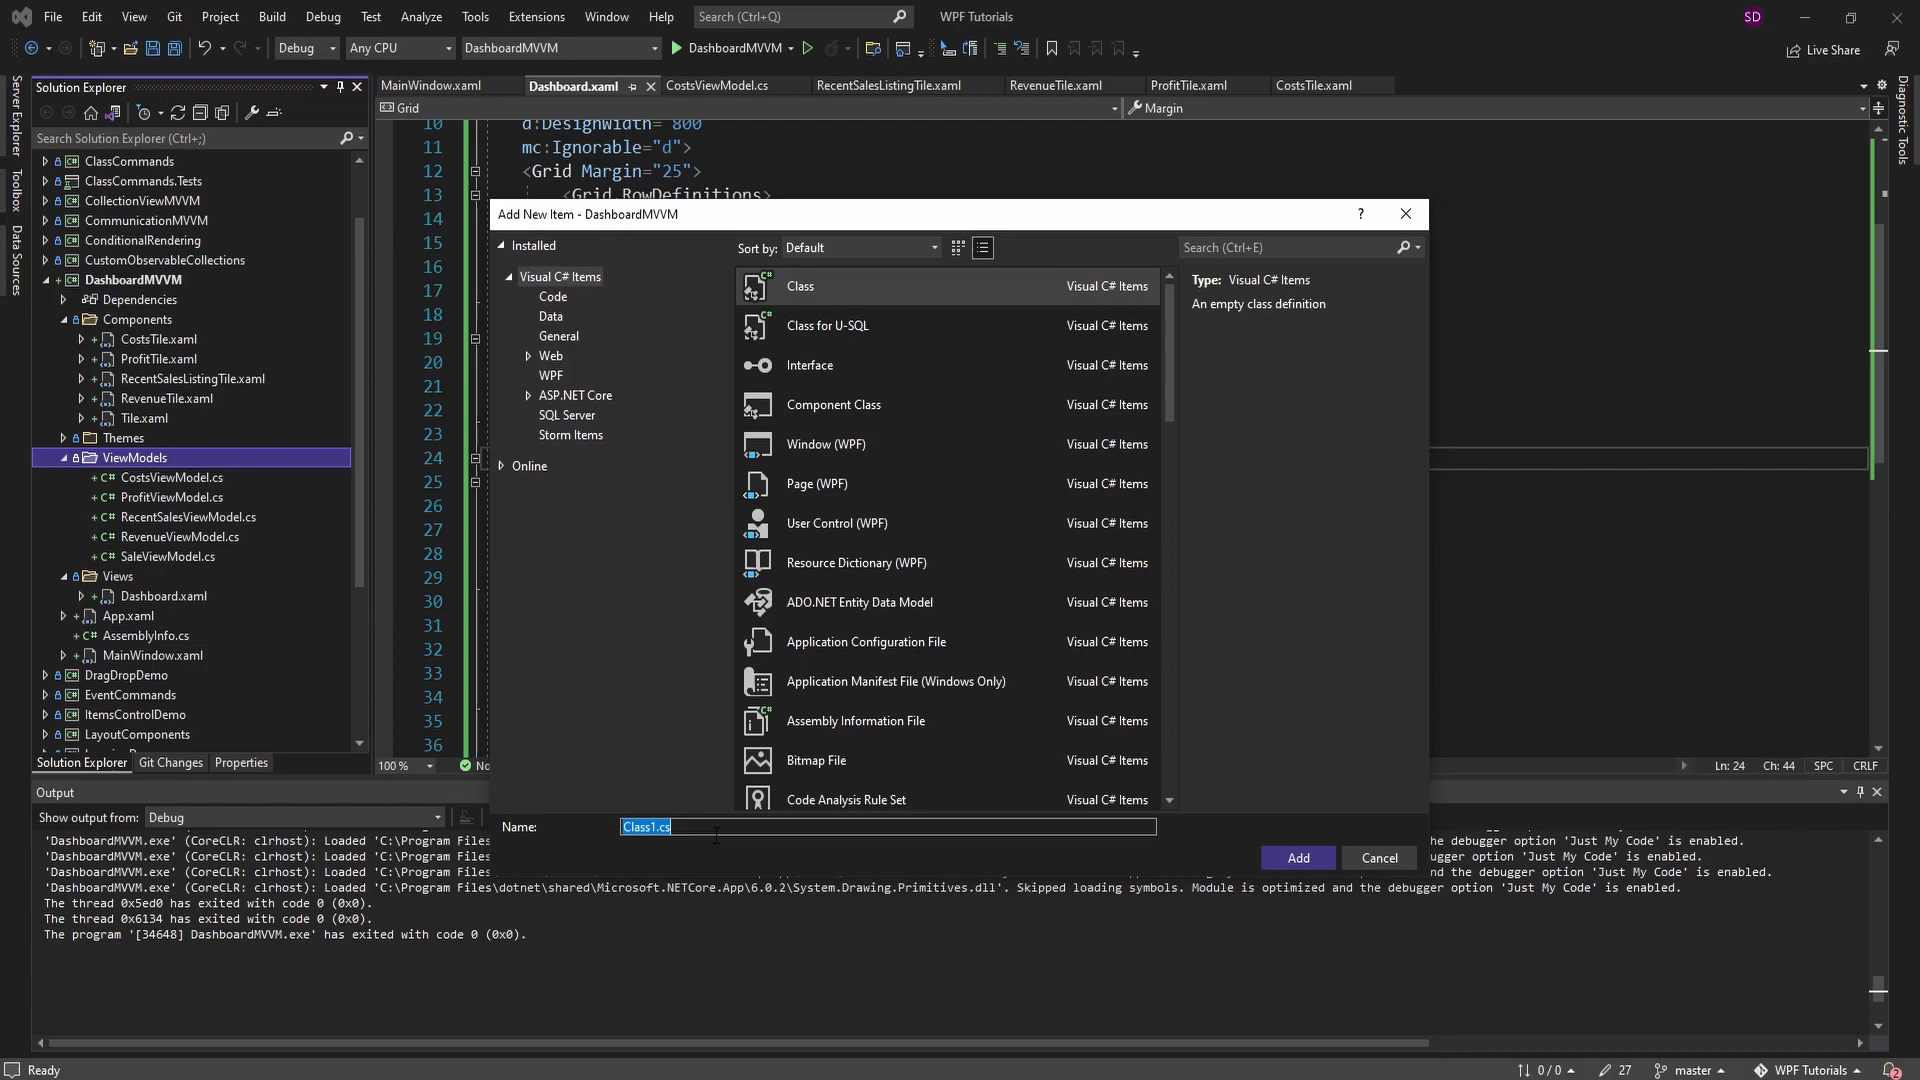 File Edit View Git Project Build Debug Test Analyze Tools Extensions Window Help Search (Ctrl+Q) WPF Tutorials SD
Debug Any CPU DashboardMVVM DashboardMVVM Live Share
Server Explorer
Toolbox
Data Sources
Diagnostic Tools
Solution Explorer
Search Solution Explorer (Ctrl+;)
ClassCommands
ClassCommands.Tests
CollectionViewMVVM
CommunicationMVVM
ConditionalRendering
CustomObservableCollections
DashboardMVVM
Dependencies
Components
CostsTile.xaml
ProfitTile.xaml
RecentSalesListingTile.xaml
RevenueTile.xaml
Tile.xaml
Themes
ViewModels
C# CostsViewModel.cs
C# ProfitViewModel.cs
C# RecentSalesViewModel.cs
C# RevenueViewModel.cs
C# SaleViewModel.cs
Views
Dashboard.xaml
App.xaml
C# AssemblyInfo.cs
MainWindow.xaml
DragDropDemo
EventCommands
ItemsControlDemo
LayoutComponents
Solution Explorer Git Changes Properties
MainWindow.xaml Dashboard.xaml CostsViewModel.cs RecentSalesListingTile.xaml RevenueTile.xaml ProfitTile.xaml CostsTile.xaml
Grid Margin
10 d:DesignWidth="800"
11 mc:Ignorable="d">
12 <Grid Margin="25">
13 <Grid.RowDefinitions>
14
15
16
17
18
19
20
21
22
23
24
25
26
27
28
29
30
31
32
33
34
35
36
100 % No Ln: 24 Ch: 44 SPC CRLF
Add New Item - DashboardMVVM ?
Installed
Visual C# Items
Code
Data
General
Web
WPF
ASP.NET Core
SQL Server
Storm Items
Online
Sort by: Default
Search (Ctrl+E)
Class Visual C# Items
Class for U-SQL Visual C# Items
Interface Visual C# Items
Component Class Visual C# Items
Window (WPF) Visual C# Items
Page (WPF) Visual C# Items
User Control (WPF) Visual C# Items
Resource Dictionary (WPF) Visual C# Items
ADO.NET Entity Data Model Visual C# Items
Application Configuration File Visual C# Items
Application Manifest File (Windows Only) Visual C# Items
Assembly Information File Visual C# Items
Bitmap File Visual C# Items
Code Analysis Rule Set Visual C# Items
Type: Visual C# Items
An empty class definition
Name: Class1.cs
Add Cancel
Output
Show output from: Debug
'DashboardMVVM.exe' (CoreCLR: clrhost): Loaded 'C:\Program Files he debugger option 'Just My Code' is enabled.
'DashboardMVVM.exe' (CoreCLR: clrhost): Loaded 'C:\Program Files ugger option 'Just My Code' is enabled.
'DashboardMVVM.exe' (CoreCLR: clrhost): Loaded 'C:\Program Files and the debugger option 'Just My Code' is enabled.
'DashboardMVVM.exe' (CoreCLR: clrhost): Loaded 'C:\Program Files\dotnet\shared\Microsoft.NETCore.App\6.0.2\System.Drawing.Primitives.dll'. Skipped loading symbols. Module is optimized and the debugger option 'Just My Code' is enabled.
The thread 0x5ed0 has exited with code 0 (0x0).
The thread 0x6134 has exited with code 0 (0x0).
The program '[34648] DashboardMVVM.exe' has exited with code 0 (0x0).
Ready 0 / 0 27 master WPF Tutorials 2